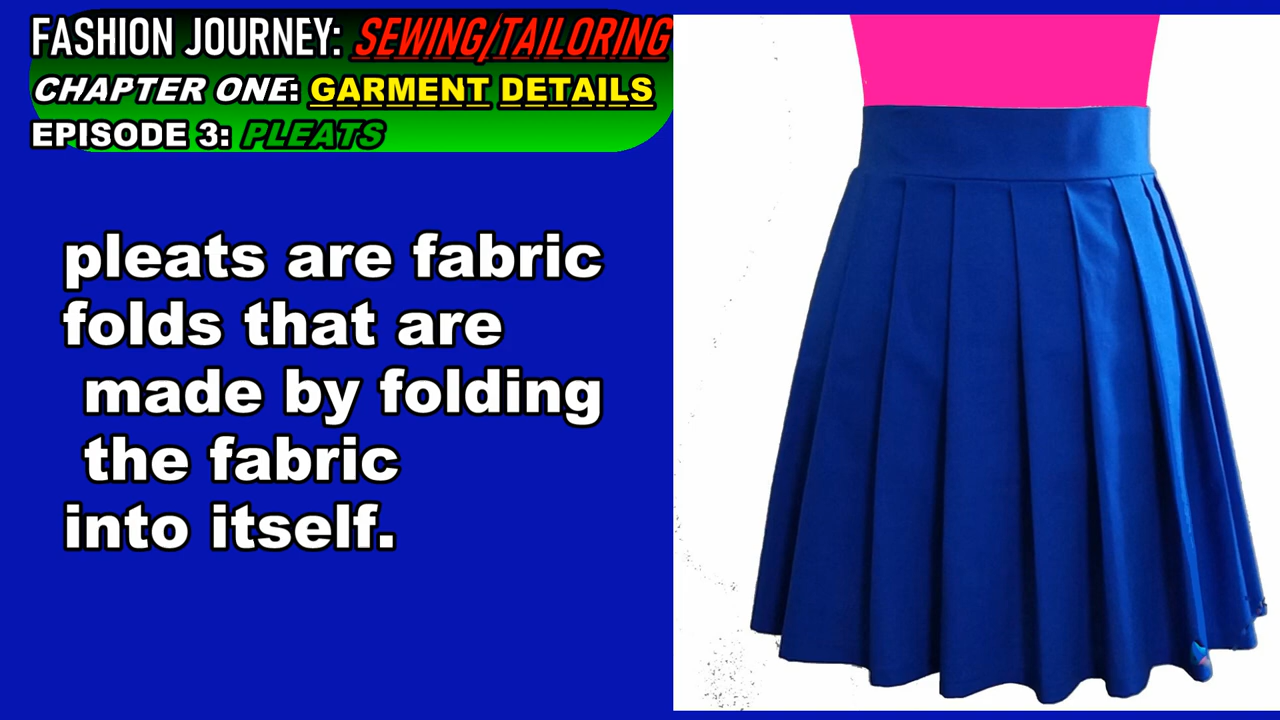 FASHION JOURNEY: SEWING/TAILORING
CHAPTER ONE: GARMENT DETAILS
EPISODE 3: PLEATS
pleats are fabric
folds that are
made by folding
the fabric
into itself.